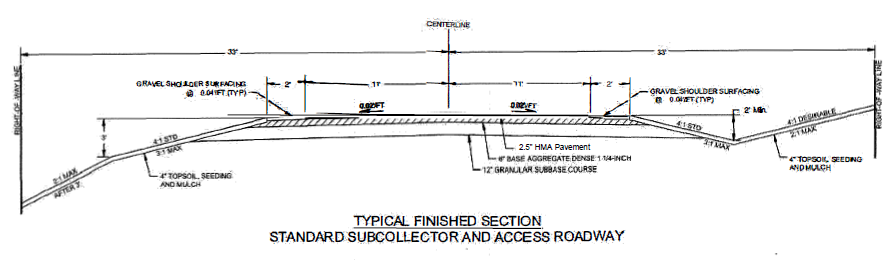 CENTERLINE
33'
33'
RIGHT-OF-WAY LINE
RIGHT-OF-WAY LINE
GRAVEL SHOULDER SURFACING
@ 0.04'/FT (TYP)
2'
11'
11'
2'
GRAVEL SHOULDER SURFACING
@ 0.04'/FT (TYP)
0.02'/FT
0.02'/FT
2' Min.
4:1 STD
3:1 MAX
2:1 MAX
AFTER 3'
4:1 STD
3:1 MAX
4:1 DESIRABLE
2:1 MAX
2.5" HMA Pavement
6" BASE AGGREGATE DENSE 1 1/4-INCH
12" GRANULAR SUBBASE COURSE
4" TOPSOIL, SEEDING
AND MULCH
4" TOPSOIL, SEEDING
AND MULCH
TYPICAL FINISHED SECTION
STANDARD SUBCOLLECTOR AND ACCESS ROADWAY